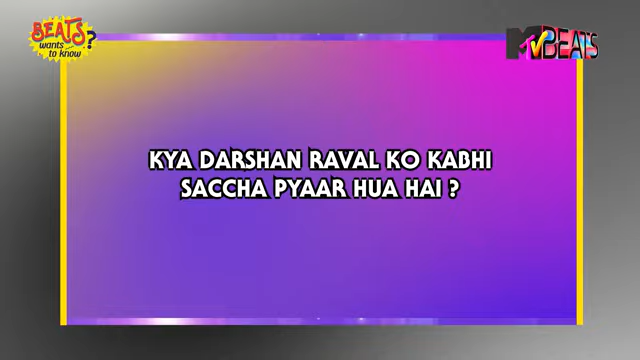 BEATS
wants
to know ?
MTV BEATS
KYA DARSHAN RAVAL KO KABHI
SACCHA PYAAR HUA HAI ?